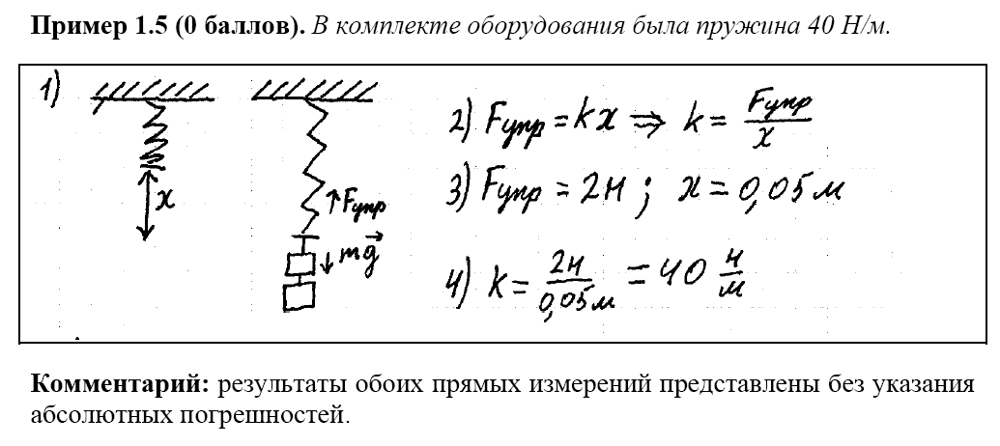 Пример 1.5 (0 баллов). В комплекте оборудования была пружина 40 Н/м.
1)
x
Fупр
mg⃗
2) Fупр = kx ⇒ k = Fупр/x
3) Fупр = 2Н ; x = 0,05 м
4) k = 2Н/0,05м = 40 Н/м
Комментарий: результаты обоих прямых измерений представлены без указания
абсолютных погрешностей.